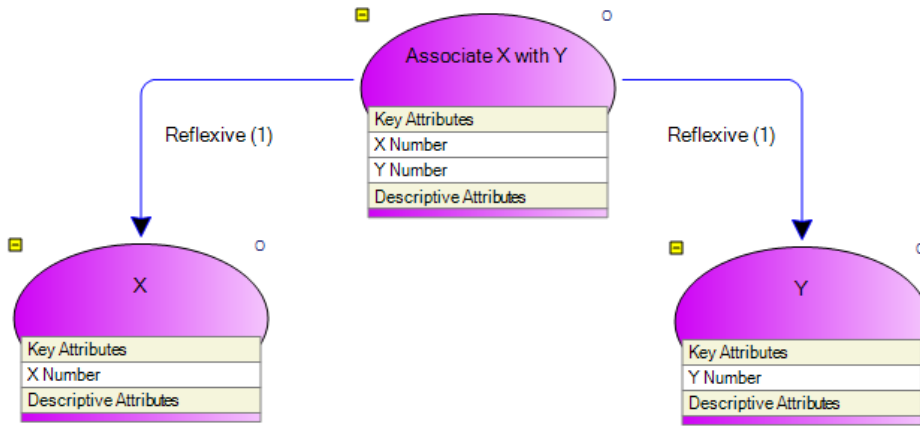 Associate X with Y
Key Attributes
X Number
Y Number
Descriptive Attributes
Reflexive (1)
Reflexive (1)
X
Key Attributes
X Number
Descriptive Attributes
Y
Key Attributes
Y Number
Descriptive Attributes